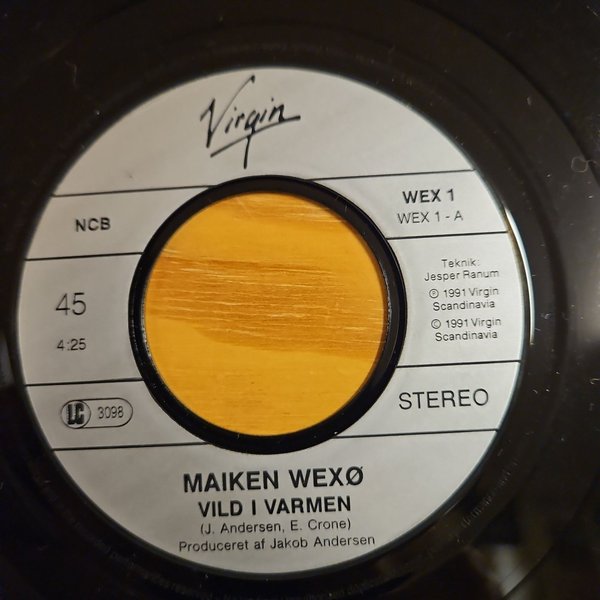 Virgin
NCB
WEX 1
WEX 1 - A
45
4:25
Teknik:
Jesper Ranum
℗ 1991 Virgin
Scandinavia
© 1991 Virgin
Scandinavia
LC 3098
STEREO
MAIKEN WEXØ
VILD I VARMEN
(J. Andersen, E. Crone)
Produceret af Jakob Andersen